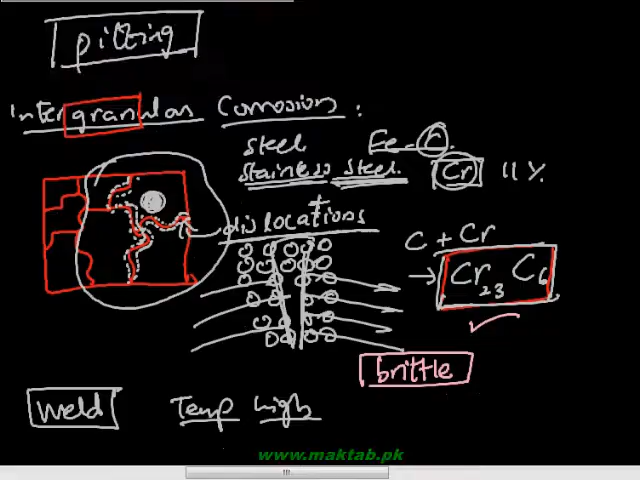 pitting
Intergranular Corrosion :
Steel Fe-C.
Stainless Steel Cr 11%
dislocations
C + Cr
→ Cr23 C6
brittle
Weld Temp high
www.maktab.pk